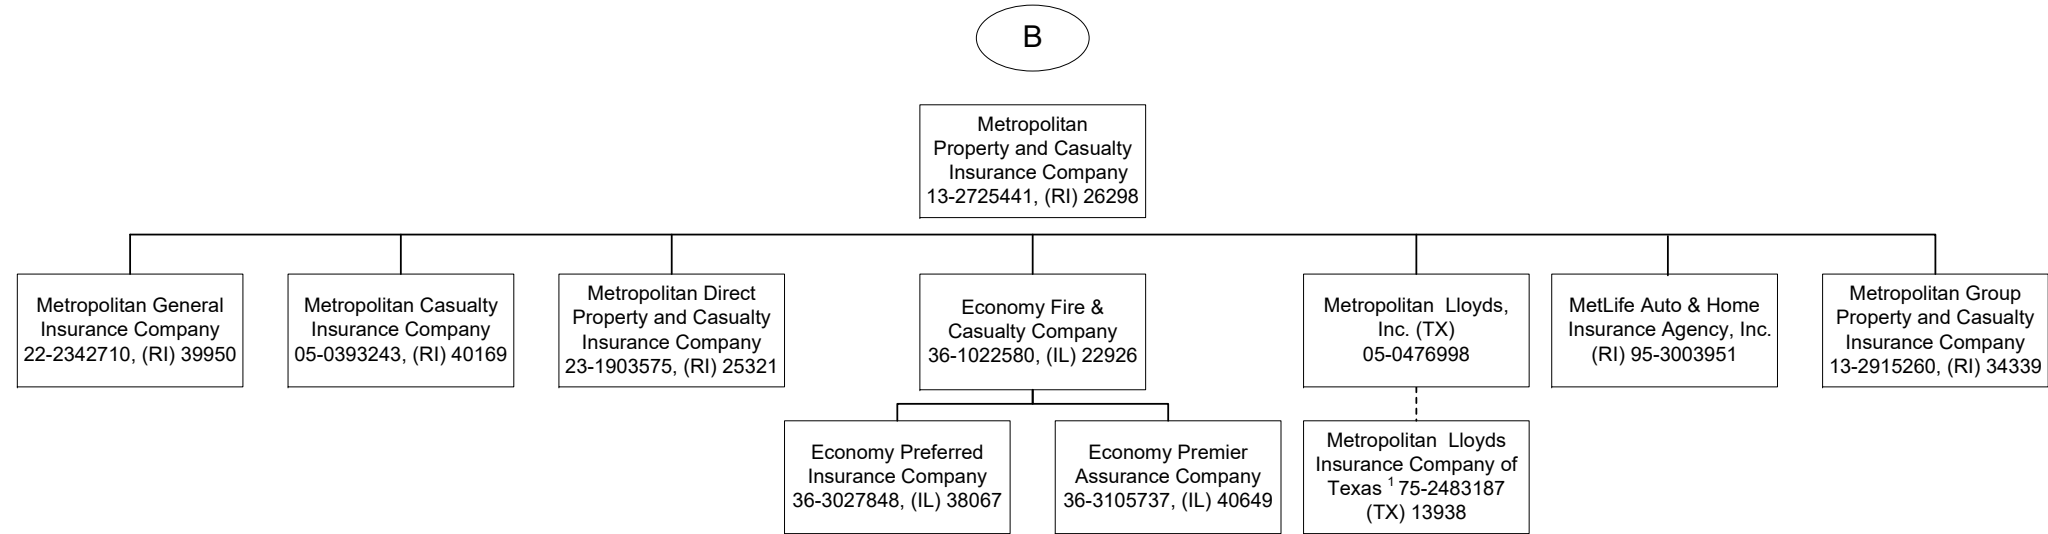 B
Metropolitan
Property and Casualty
Insurance Company
13-2725441, (RI) 26298
Metropolitan General
Insurance Company
22-2342710, (RI) 39950
Metropolitan Casualty
Insurance Company
05-0393243, (RI) 40169
Metropolitan Direct
Property and Casualty
Insurance Company
23-1903575, (RI) 25321
Economy Fire &
Casualty Company
36-1022580, (IL) 22926
Metropolitan Lloyds,
Inc. (TX)
05-0476998
MetLife Auto & Home
Insurance Agency, Inc.
(RI) 95-3003951
Metropolitan Group
Property and Casualty
Insurance Company
13-2915260, (RI) 34339
Economy Preferred
Insurance Company
36-3027848, (IL) 38067
Economy Premier
Assurance Company
36-3105737, (IL) 40649
Metropolitan Lloyds
Insurance Company of
Texas 1 75-2483187
(TX) 13938